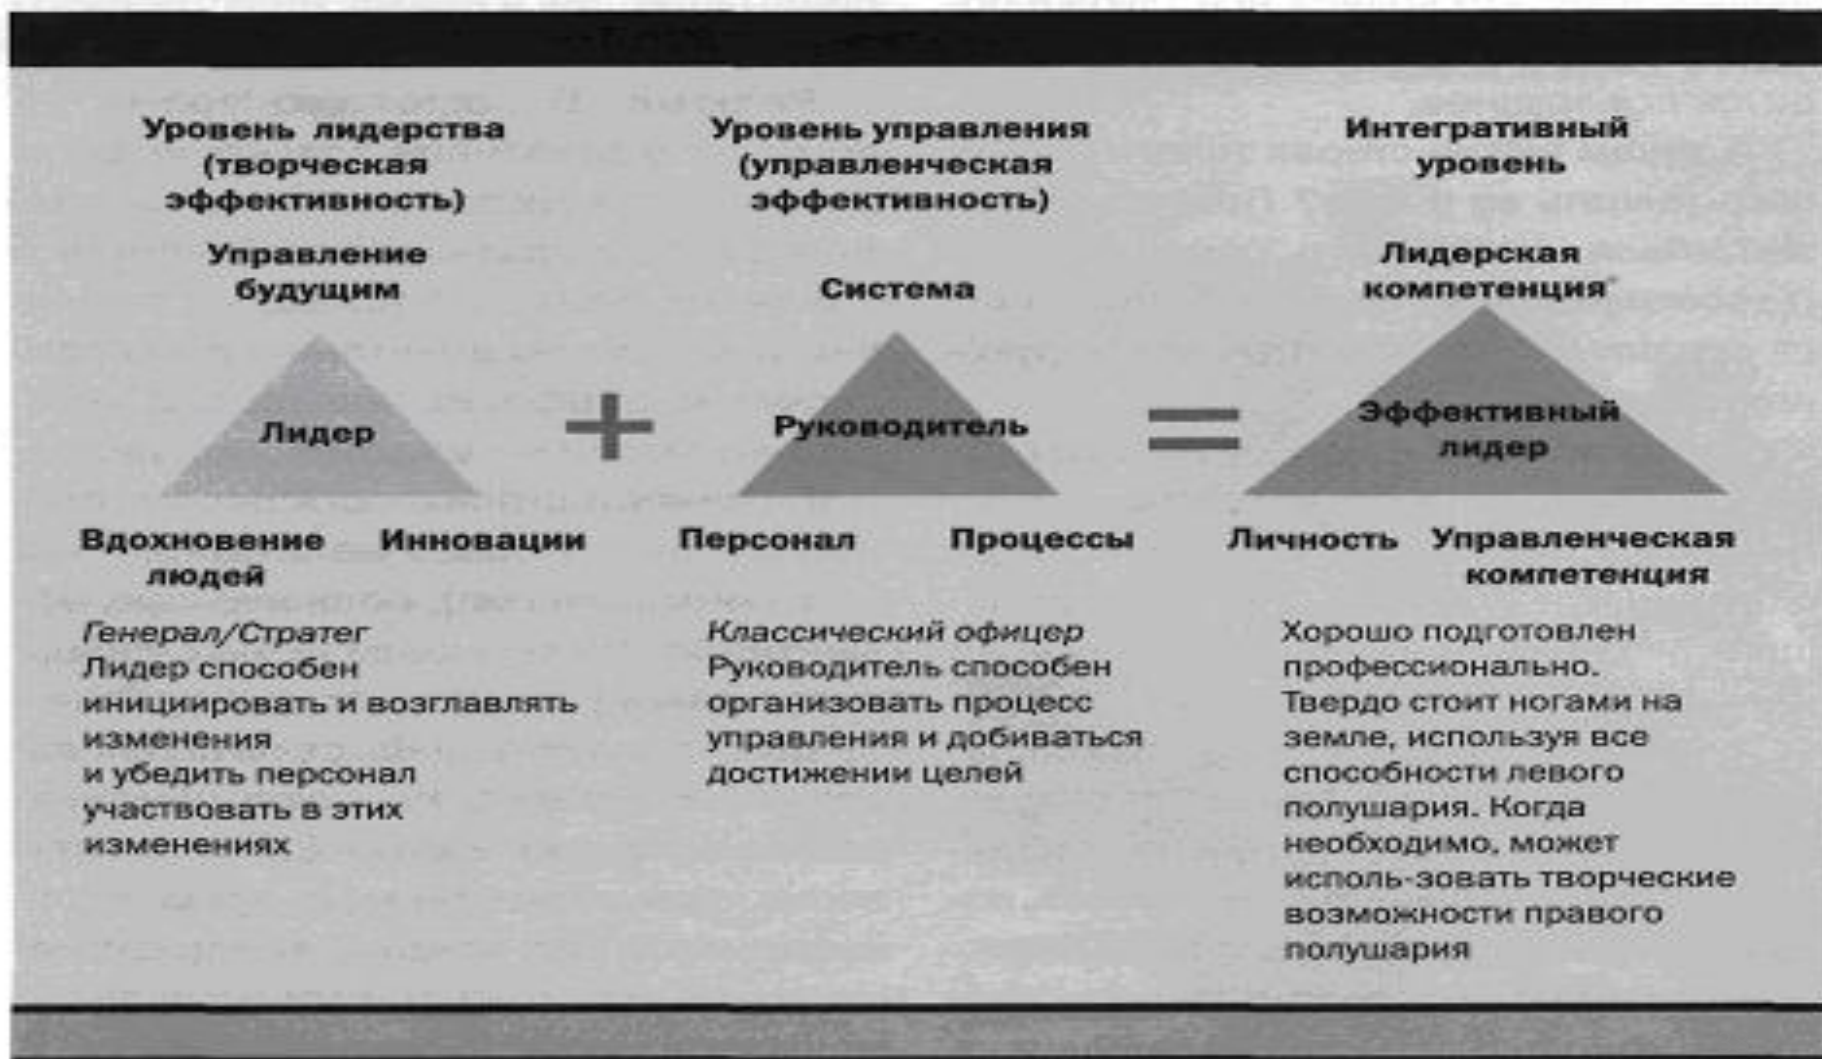 Уровень лидерства
(творческая
эффективность)
Управление
будущим
Лидер
Вдохновение
людей
Инновации
Генерал/Стратег
Лидер способен
инициировать и возглавлять
изменения
и убедить персонал
участвовать в этих
изменениях
+
Уровень управления
(управленческая
эффективность)
Система
Руководитель
Персонал
Процессы
Классический офицер
Руководитель способен
организовать процесс
управления и добиваться
достижении целей
=
Интегративный
уровень
Лидерская
компетенция*
Эффективный
лидер
Личность
Управленческая
компетенция
Хорошо подготовлен
профессионально.
Твердо стоит ногами на
земле, используя все
способности левого
полушария. Когда
необходимо, может
исполь-зовать творческие
возможности правого
полушария